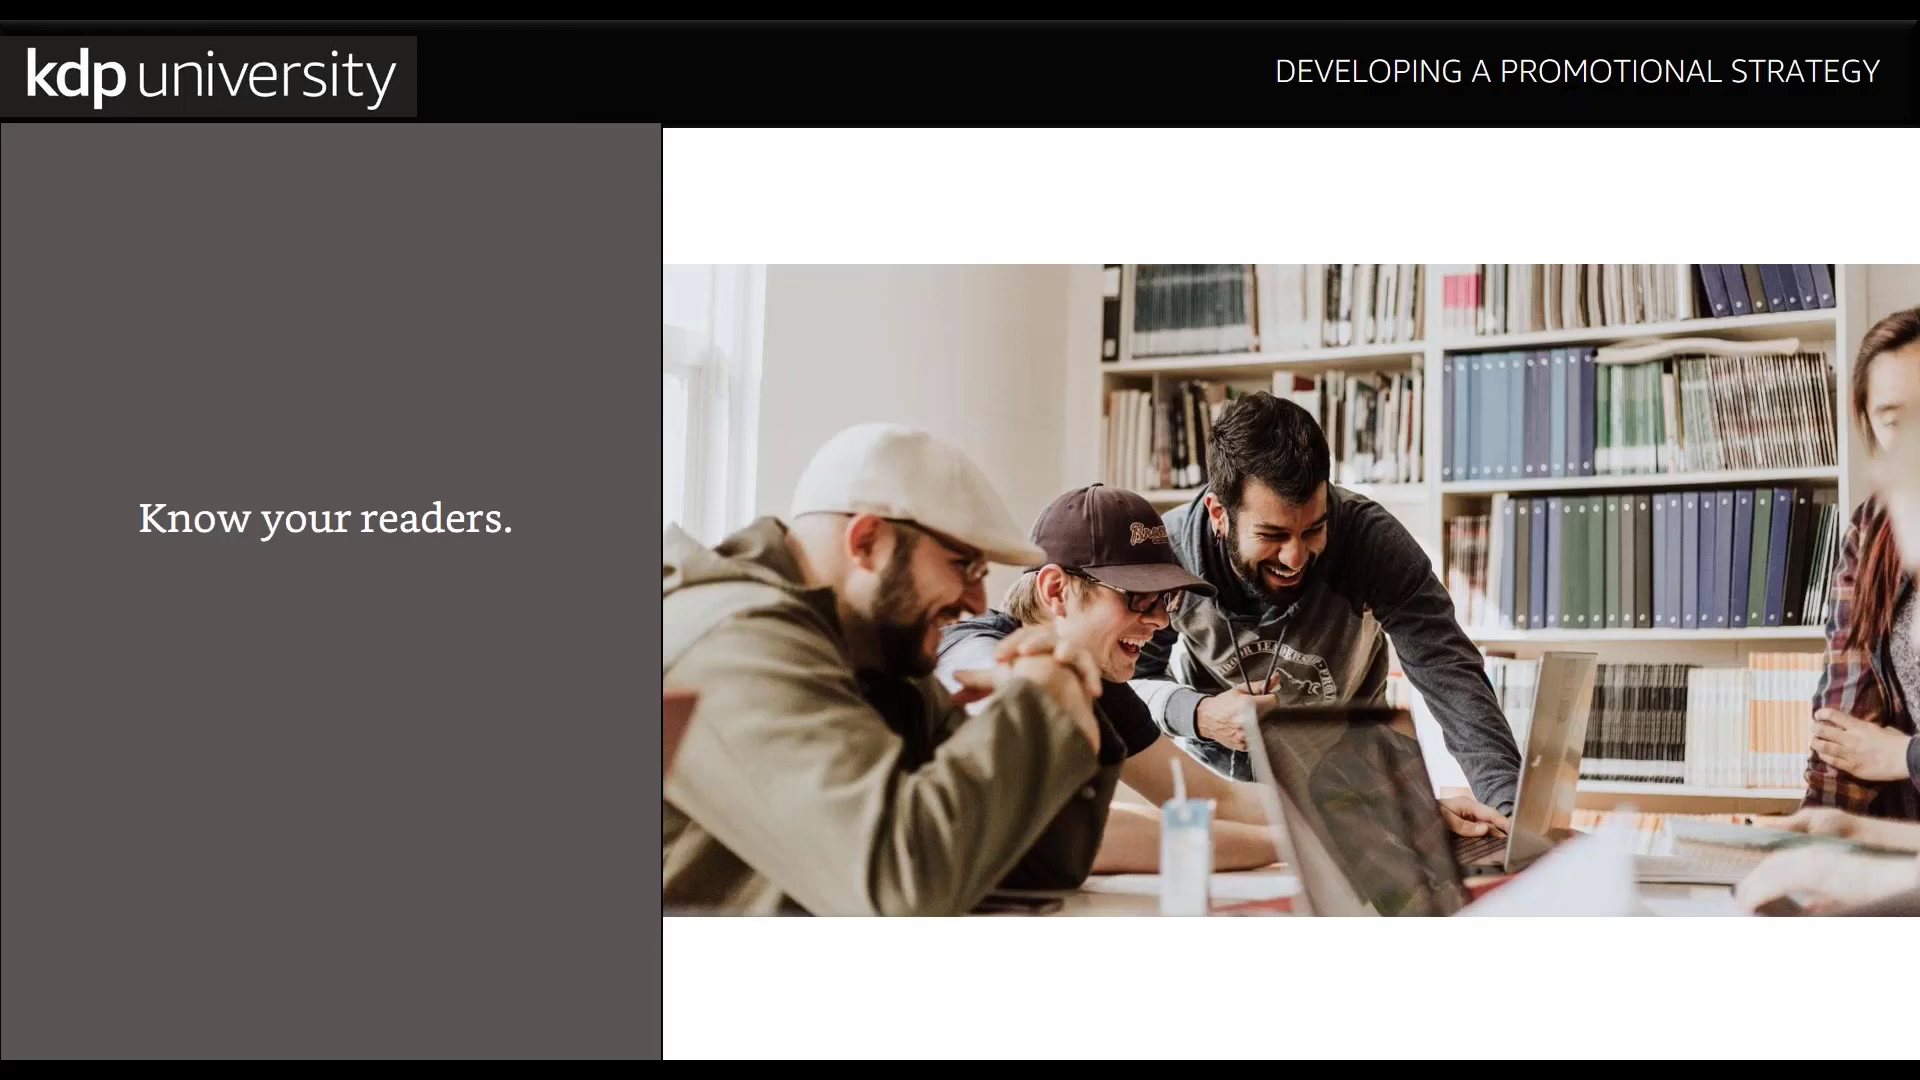 kdp university
DEVELOPING A PROMOTIONAL STRATEGY
Know your readers.